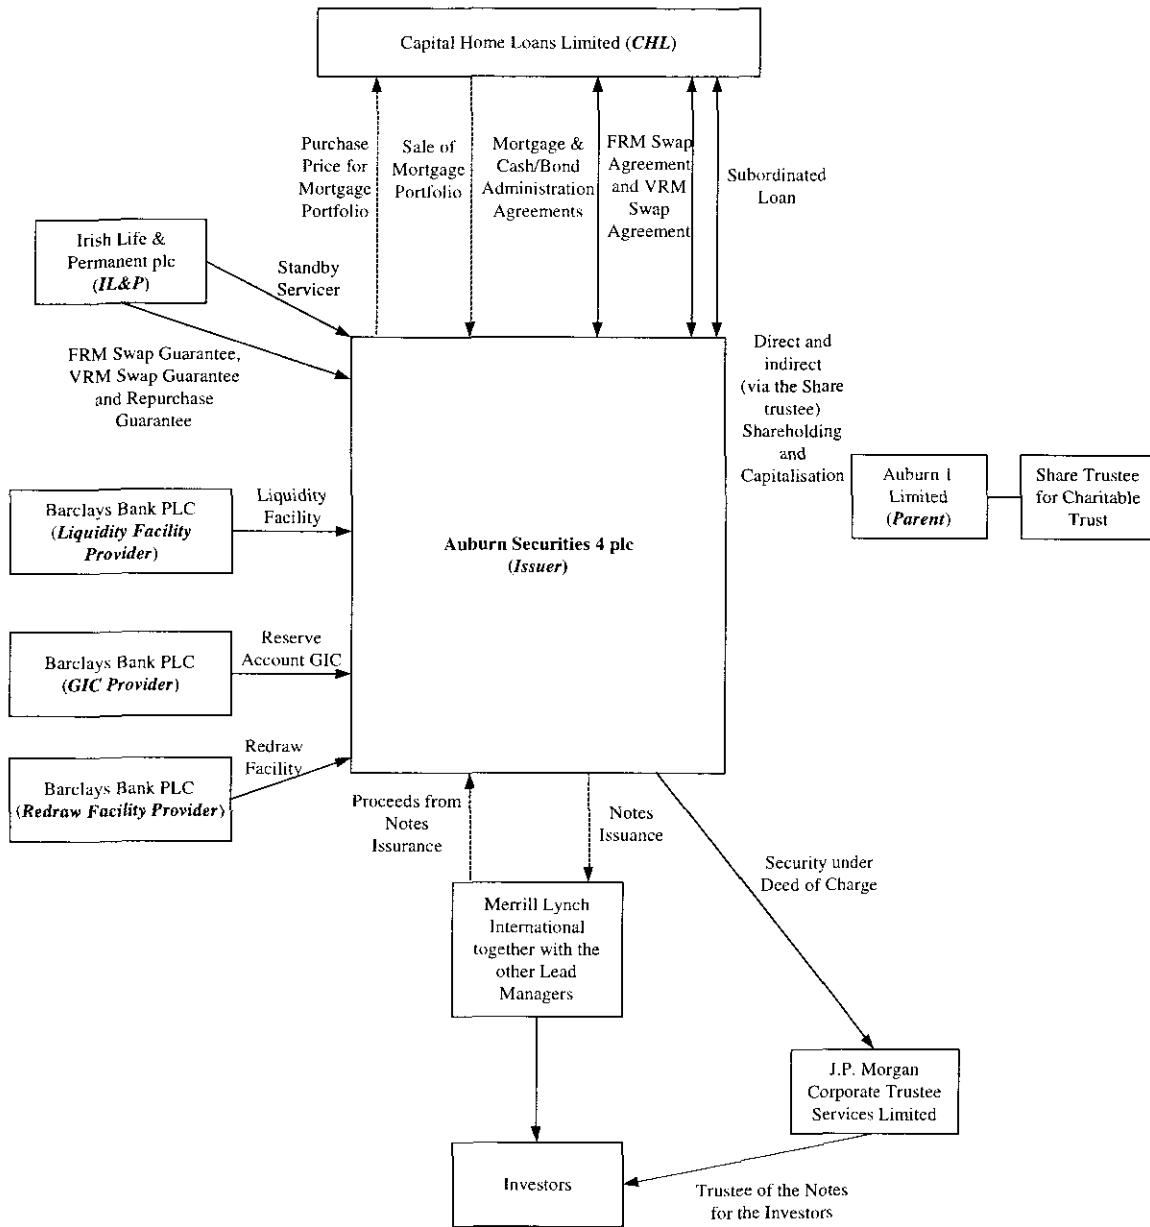 Capital Home Loans Limited (CHL)
Purchase
Price for
Mortgage
Portfolio
Sale of
Mortgage
Portfolio
Mortgage &
Cash/Bond
Administration
Agreements
FRM Swap
Agreement
and VRM
Swap
Agreement
Subordinated
Loan
Irish Life &
Permanent plc
(IL&P)
Standby
Servicer
FRM Swap Guarantee,
VRM Swap Guarantee
and Repurchase
Guarantee
Direct and
indirect
(via the Share
trustee)
Shareholding
and
Capitalisation
Auburn 1
Limited
(Parent)
Share Trustee
for Charitable
Trust
Barclays Bank PLC
(Liquidity Facility
Provider)
Liquidity
Facility
Auburn Securities 4 plc
(Issuer)
Barclays Bank PLC
(GIC Provider)
Reserve
Account GIC
Barclays Bank PLC
(Redraw Facility Provider)
Redraw
Facility
Proceeds from
Notes
Issurance
Notes
Issuance
Security under
Deed of Charge
Merrill Lynch
International
together with the
other Lead
Managers
J.P. Morgan
Corporate Trustee
Services Limited
Investors
Trustee of the Notes
for the Investors